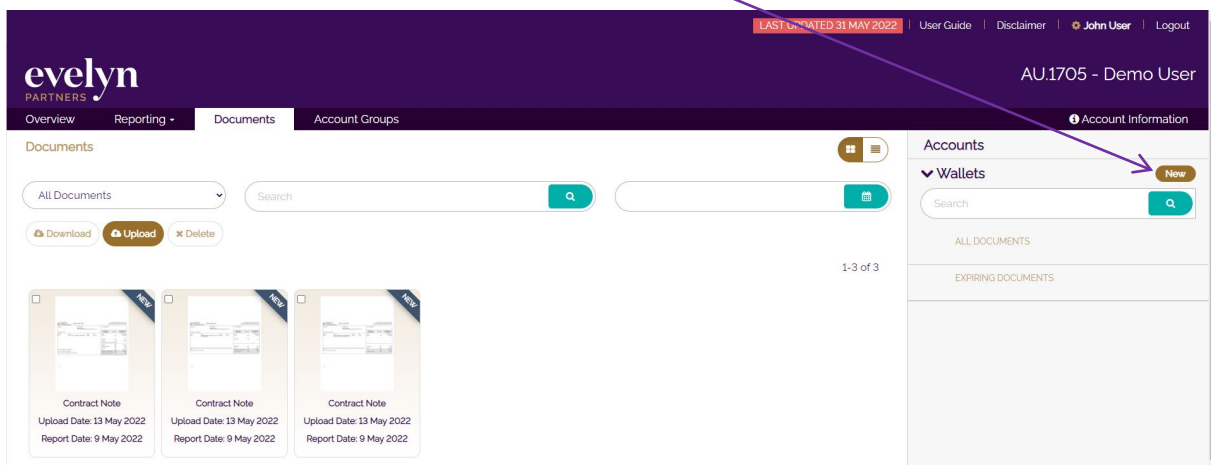 LAST UPDATED 31 MAY 2022 User Guide Disclaimer John User Logout
evelyn
PARTNERS
AU.1705 - Demo User
Overview Reporting Documents Account Groups Account Information
Documents
Accounts
Wallets New
All Documents Search
Search
Download Upload Delete
ALL DOCUMENTS
1-3 of 3
EXPIRING DOCUMENTS
NEW NEW NEW
Contract Note Contract Note Contract Note
Upload Date: 13 May 2022 Upload Date: 13 May 2022 Upload Date: 13 May 2022
Report Date: 9 May 2022 Report Date: 9 May 2022 Report Date: 9 May 2022